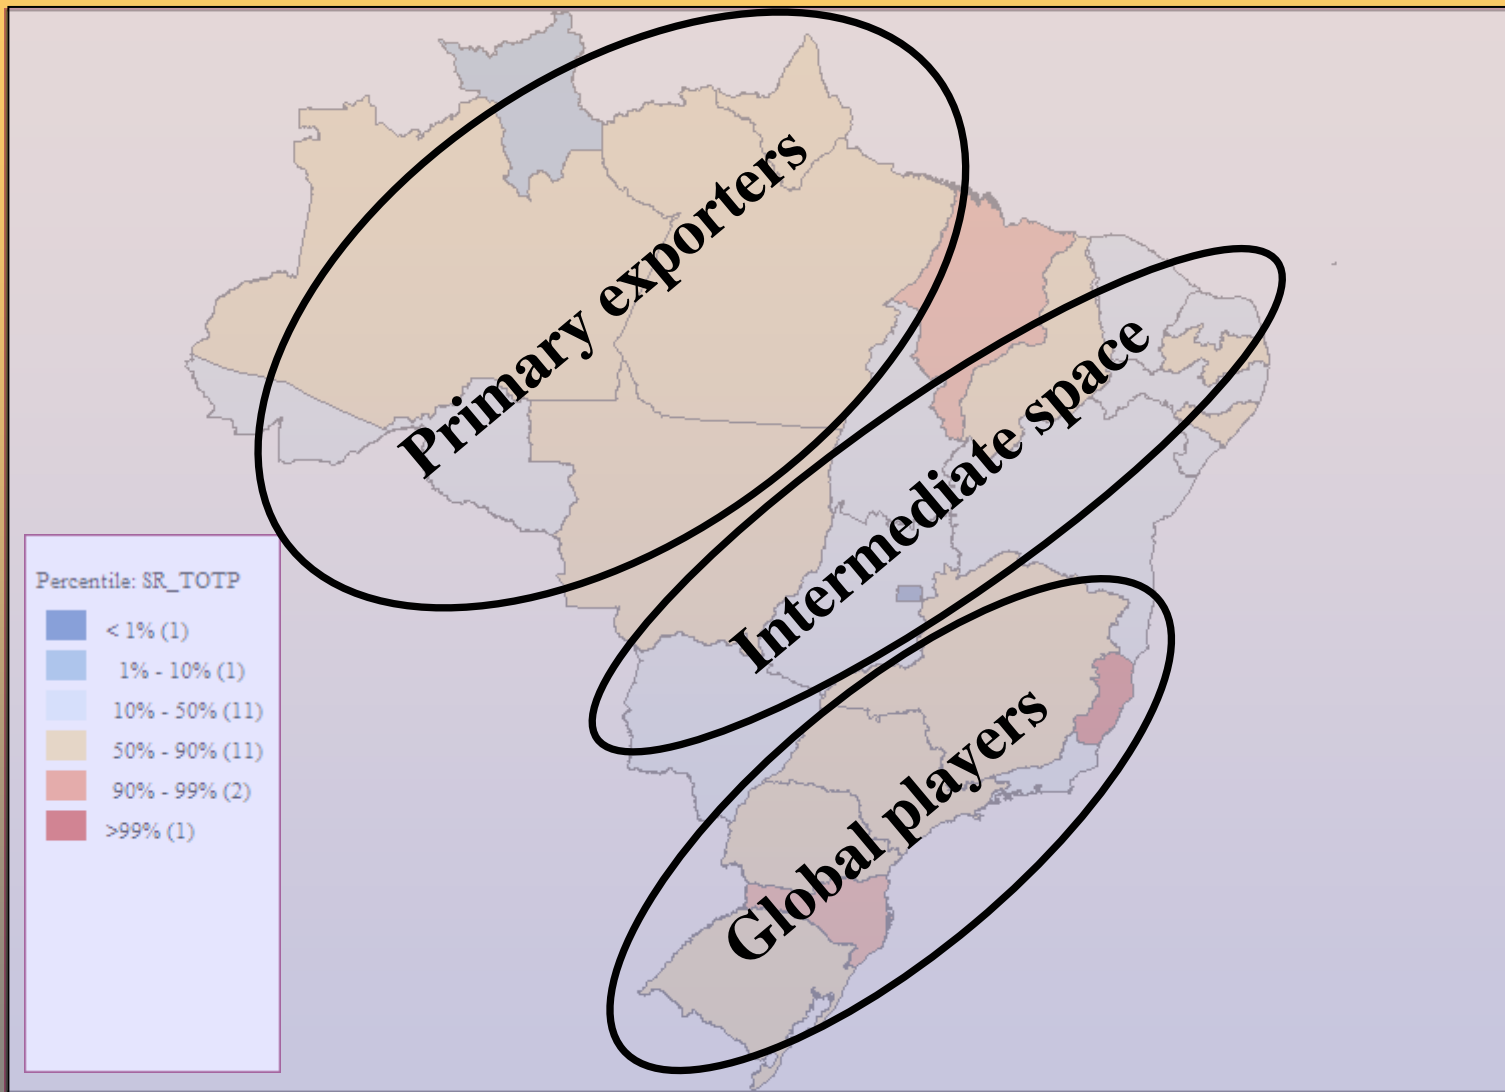 Primary exporters
Intermediate space
Global players
Percentile: SR_TOTP
< 1% (1)
1% - 10% (1)
10% - 50% (11)
50% - 90% (11)
90% - 99% (2)
>99% (1)